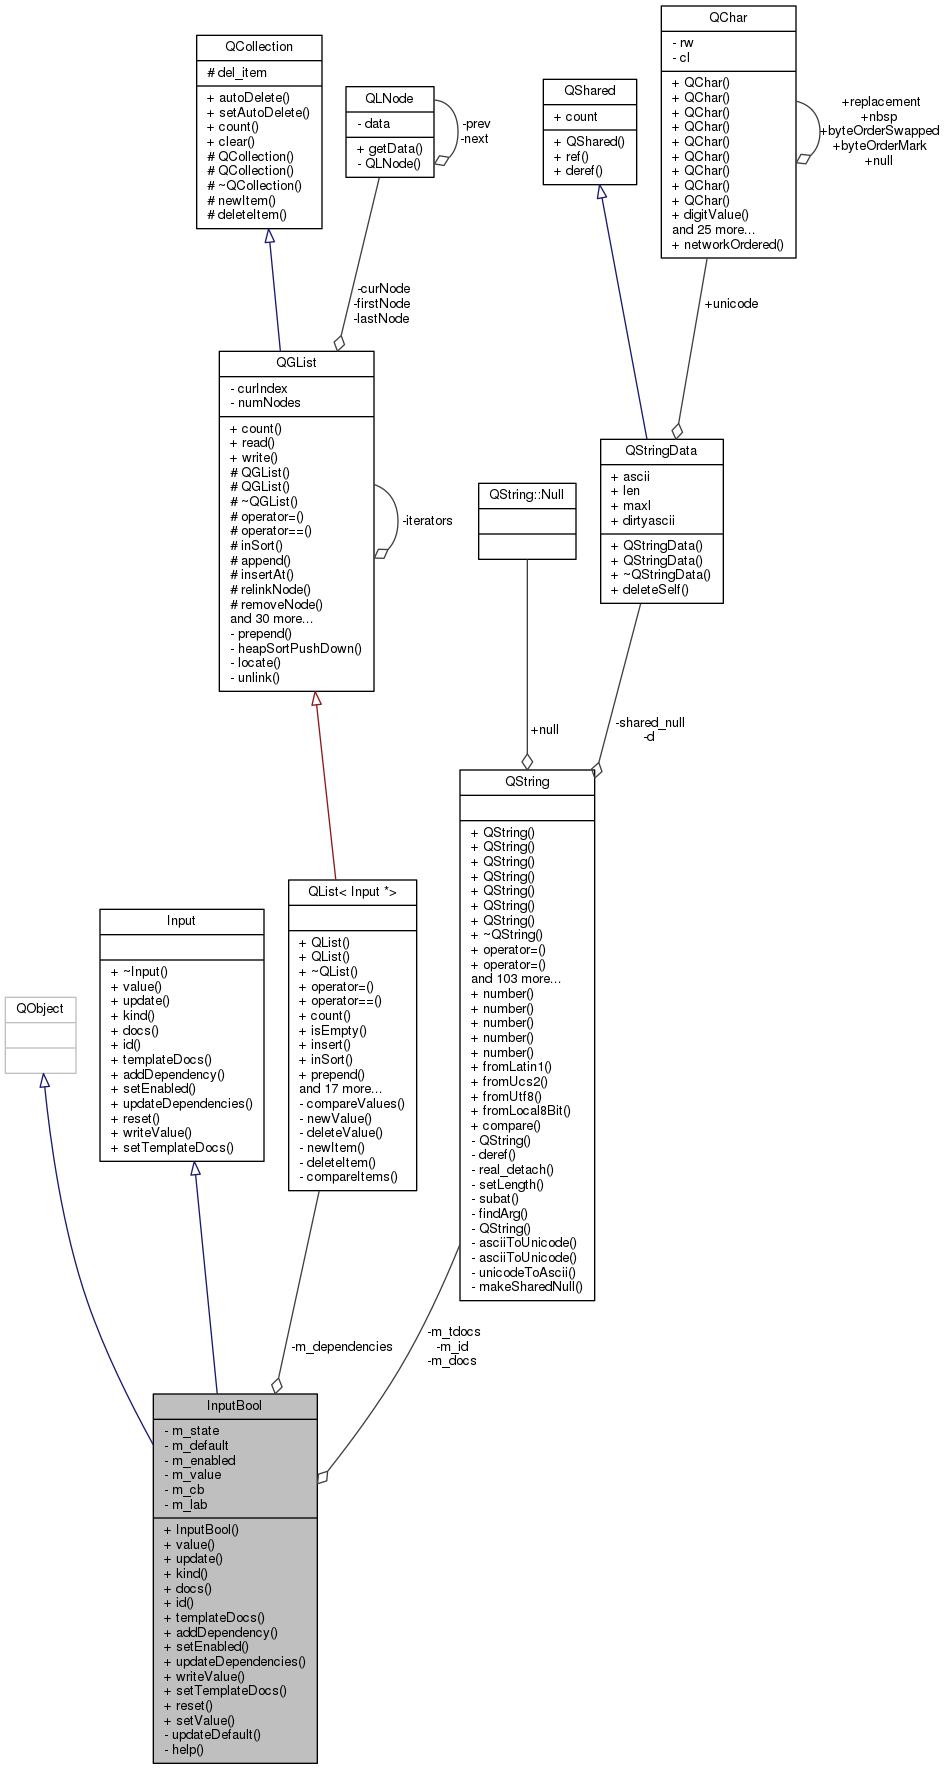 QChar
- rw
- cl
+ QChar()
+ QChar()
+ QChar()
+ QChar()
+ QChar()
+ QChar()
+ QChar()
+ QChar()
+ QChar()
+ digitValue()
and 25 more...
+ networkOrdered()
+replacement
+nbsp
+byteOrderSwapped
+byteOrderMark
+null
QCollection
# del_item
+ autoDelete()
+ setAutoDelete()
+ count()
+ clear()
# QCollection()
# QCollection()
# ~QCollection()
# newItem()
# deleteItem()
QLNode
- data
+ getData()
- QLNode()
-prev
-next
QShared
+ count
+ QShared()
+ ref()
+ deref()
-curNode
-firstNode
-lastNode
+unicode
QGList
- curIndex
- numNodes
+ count()
+ read()
+ write()
# QGList()
# QGList()
# ~QGList()
# operator=()
# operator==()
# inSort()
# append()
# insertAt()
# relinkNode()
# removeNode()
and 30 more...
- prepend()
- heapSortPushDown()
- locate()
- unlink()
-iterators
QString::Null
QStringData
+ ascii
+ len
+ maxl
+ dirtyascii
+ QStringData()
+ QStringData()
+ ~QStringData()
+ deleteSelf()
+null
-shared_null
-d
QString
+ QString()
+ QString()
+ QString()
+ QString()
+ QString()
+ QString()
+ QString()
+ ~QString()
+ operator=()
+ operator=()
and 103 more...
+ number()
+ number()
+ number()
+ number()
+ number()
+ fromLatin1()
+ fromUcs2()
+ fromUtf8()
+ fromLocal8Bit()
+ compare()
- QString()
- deref()
- real_detach()
- setLength()
- subat()
- findArg()
- QString()
- asciiToUnicode()
- asciiToUnicode()
- unicodeToAscii()
- makeSharedNull()
QList< Input *>
+ QList()
+ QList()
+ ~QList()
+ operator=()
+ operator==()
+ count()
+ isEmpty()
+ insert()
+ inSort()
+ prepend()
and 17 more...
- compareValues()
- newValue()
- deleteValue()
- newItem()
- deleteItem()
- compareItems()
Input
+ ~Input()
+ value()
+ update()
+ kind()
+ docs()
+ id()
+ templateDocs()
+ addDependency()
+ setEnabled()
+ updateDependencies()
+ reset()
+ writeValue()
+ setTemplateDocs()
QObject
-m_dependencies
-m_tdocs
-m_id
-m_docs
InputBool
- m_state
- m_default
- m_enabled
- m_value
- m_cb
- m_lab
+ InputBool()
+ value()
+ update()
+ kind()
+ docs()
+ id()
+ templateDocs()
+ addDependency()
+ setEnabled()
+ updateDependencies()
+ writeValue()
+ setTemplateDocs()
+ reset()
+ setValue()
- updateDefault()
- help()